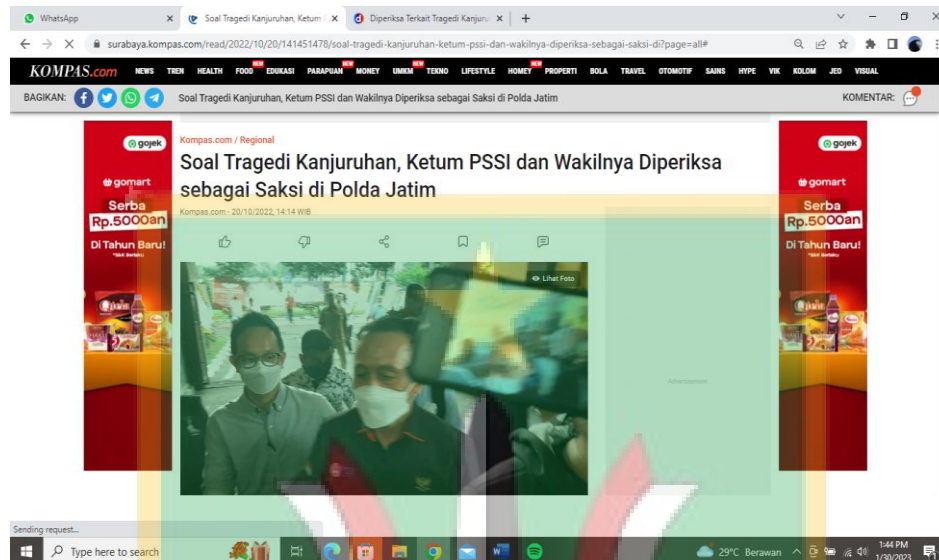 WhatsApp
Soal Tragedi Kanjuruhan, Ketum
Diperiksa Terkait Tragedi Kanjuru
surabaya.kompas.com/read/2022/10/20/141451478/soal-tragedi-kanjuruhan-ketum-pssi-dan-wakilnya-diperiksa-sebagai-saksi-di?page=all#
KOMPAS.com NEWS TREN HEALTH FOOD EDUKASI PARAPUAN MONEY UMKM TEKNO LIFESTYLE HOMEY PROPERTI BOLA TRAVEL OTOMOTIF SAINS HYPE VIK KOLOM JEO VISUAL
NEW NEW NEW NEW
BAGIKAN: Soal Tragedi Kanjuruhan, Ketum PSSI dan Wakilnya Diperiksa sebagai Saksi di Polda Jatim KOMENTAR:
gojek
gomart
Serba
Rp.5000an
Di Tahun Baru!
Kompas.com / Regional
Soal Tragedi Kanjuruhan, Ketum PSSI dan Wakilnya Diperiksa
sebagai Saksi di Polda Jatim
Kompas.com - 20/10/2022, 14:14 WIB
Lihat Foto
Advertisement
gojek
gomart
Serba
Rp.5000an
Di Tahun Baru!
Sending request...
Type here to search
29°C Berawan
1:44 PM
1/30/2023